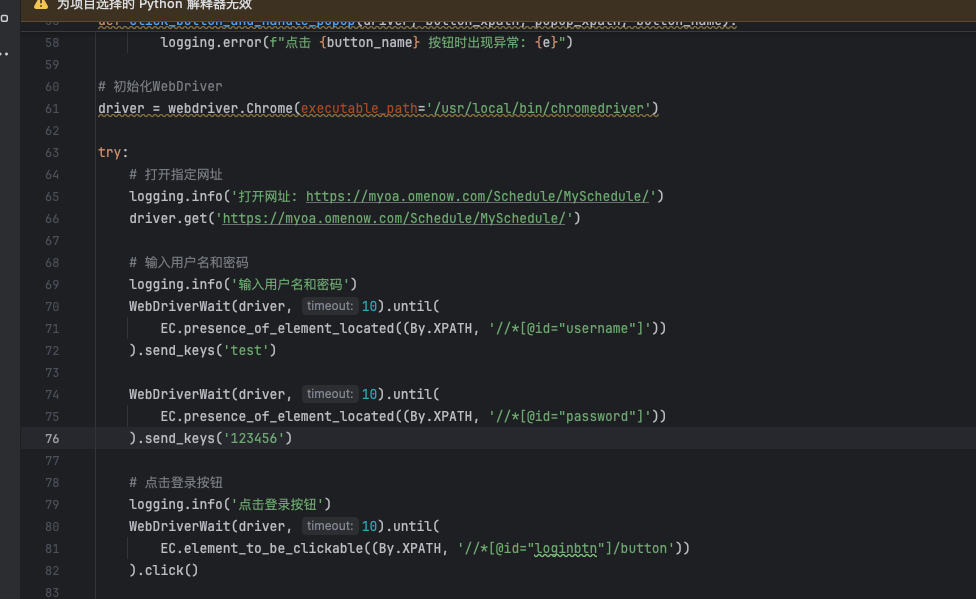 为项目选择的 Python 解释器无效
def click_button_and_handle_popup(driver, button_xpath, popup_xpath, button_name):
58 logging.error(f"点击 {button_name} 按钮时出现异常: {e}")
59
60 # 初始化WebDriver
61 driver = webdriver.Chrome(executable_path='/usr/local/bin/chromedriver')
62
63 try:
64 # 打开指定网址
65 logging.info('打开网址: https://myoa.omenow.com/Schedule/MySchedule/')
66 driver.get('https://myoa.omenow.com/Schedule/MySchedule/')
67
68 # 输入用户名和密码
69 logging.info('输入用户名和密码')
70 WebDriverWait(driver, timeout: 10).until(
71 EC.presence_of_element_located((By.XPATH, '//*[@id="username"]'))
72 ).send_keys('test')
73
74 WebDriverWait(driver, timeout: 10).until(
75 EC.presence_of_element_located((By.XPATH, '//*[@id="password"]'))
76 ).send_keys('123456')
77
78 # 点击登录按钮
79 logging.info('点击登录按钮')
80 WebDriverWait(driver, timeout: 10).until(
81 EC.element_to_be_clickable((By.XPATH, '//*[@id="loginbtn"]/button'))
82 ).click()
83